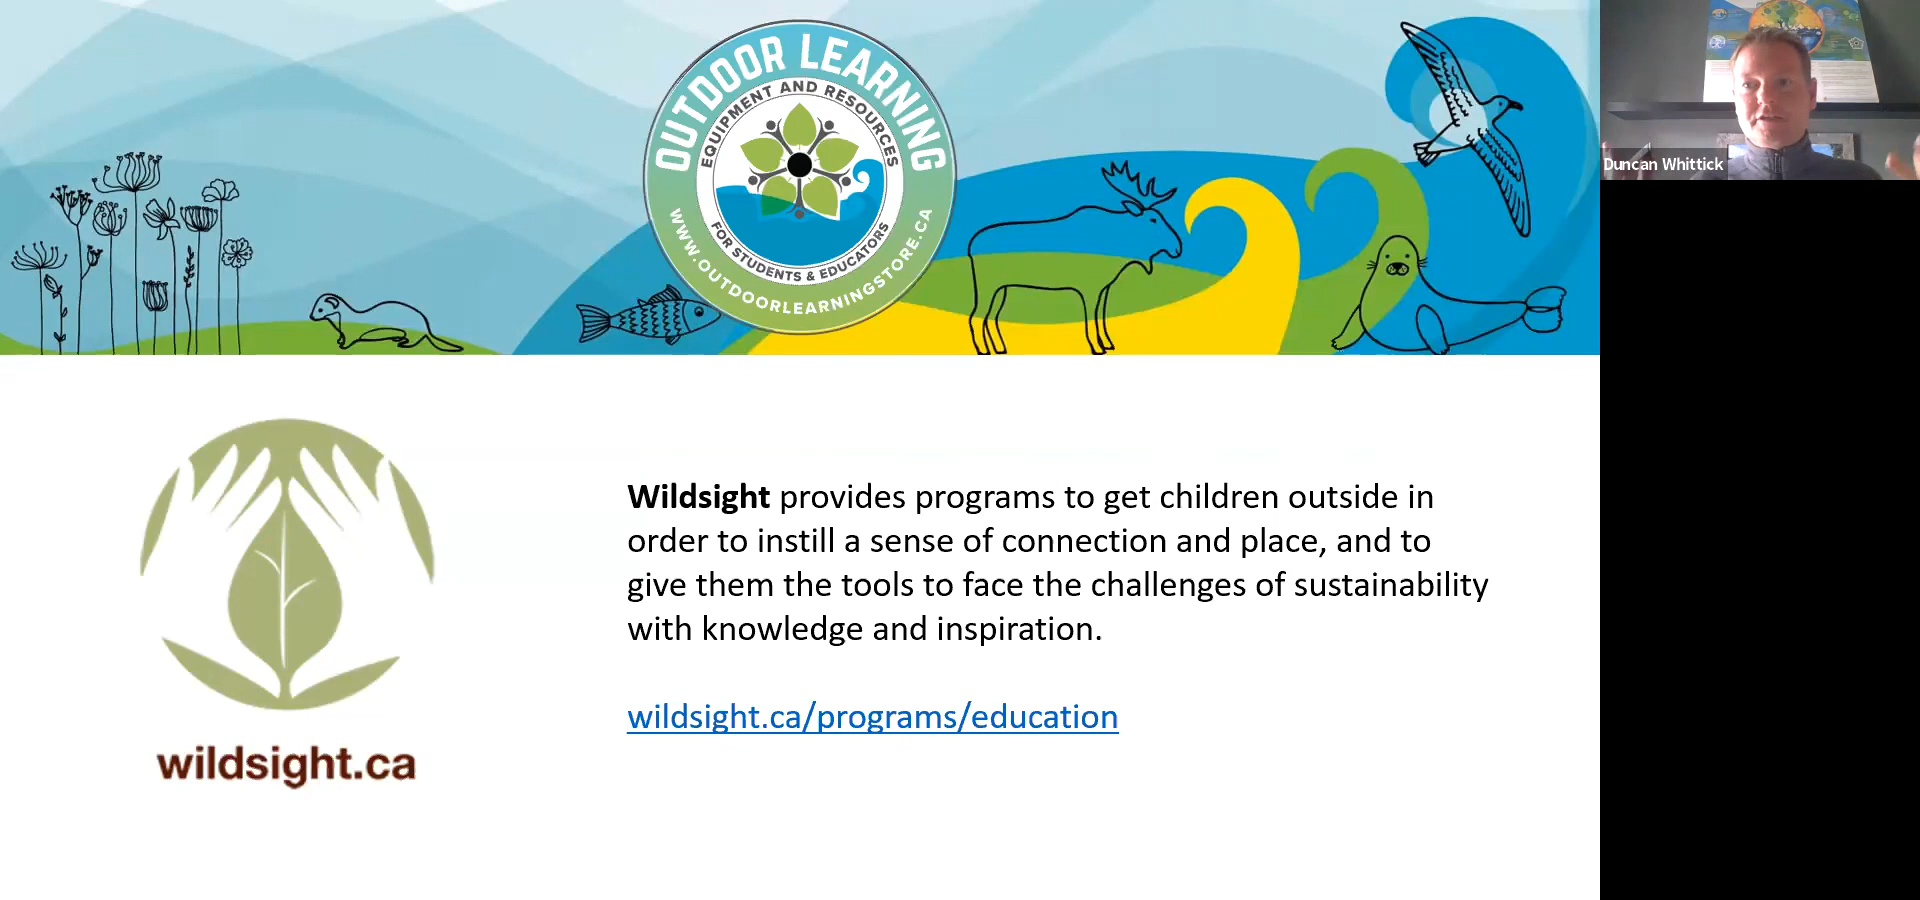 OUTDOOR LEARNING
EQUIPMENT AND RESOURCES
FOR STUDENTS & EDUCATORS
WWW.OUTDOORLEARNINGSTORE.CA
Duncan Whittick
Wildsight provides programs to get children outside in
order to instill a sense of connection and place, and to
give them the tools to face the challenges of sustainability
with knowledge and inspiration.
wildsight.ca/programs/education
wildsight.ca